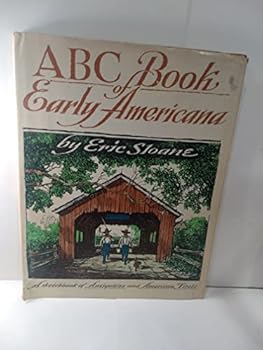 ABC Book
of
Early Americana
by Eric Sloane
A sketchbook of Antiquities and American Firsts